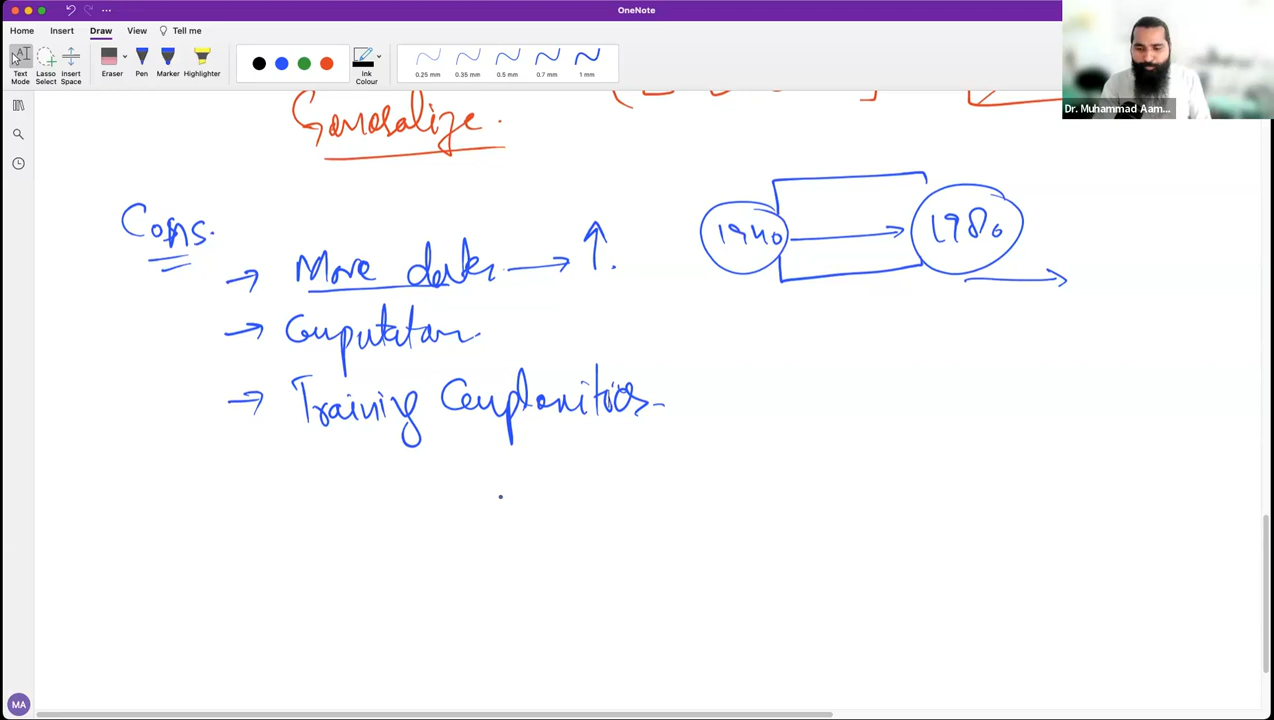 OneNote
Home Insert Draw View Tell me
Text Mode Lasso Select Insert Space Eraser Pen Marker Highlighter Ink Colour 0.25 mm 0.35 mm 0.5 mm 0.7 mm 1 mm
Dr. Muhammad Aam...
Generalize.
Cons.
1940 → 1980 →
→ More data → ↑.
→ Computation.
→ Training Complexities.
MA